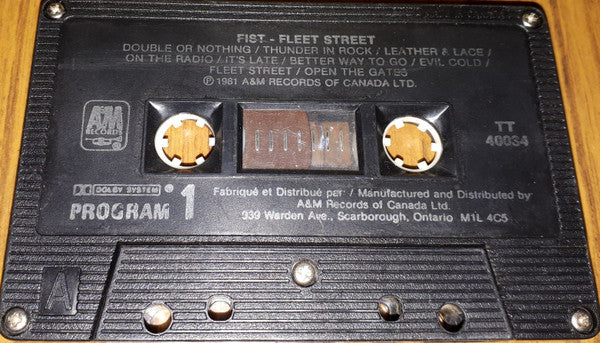 FIST - FLEET STREET
DOUBLE OR NOTHING / THUNDER IN ROCK / LEATHER & LACE /
ON THE RADIO / IT'S LATE / BETTER WAY TO GO / EVIL COLD /
FLEET STREET / OPEN THE GATES
Ⓟ 1981 A&M RECORDS OF CANADA LTD.
A&M
RECORDS
TT
40034
DOLBY SYSTEM
PROGRAM 1
Fabriqué et Distribué par / Manufactured and Distributed by
A&M Records of Canada Ltd.
939 Warden Ave., Scarborough, Ontario M1L 4C5
A